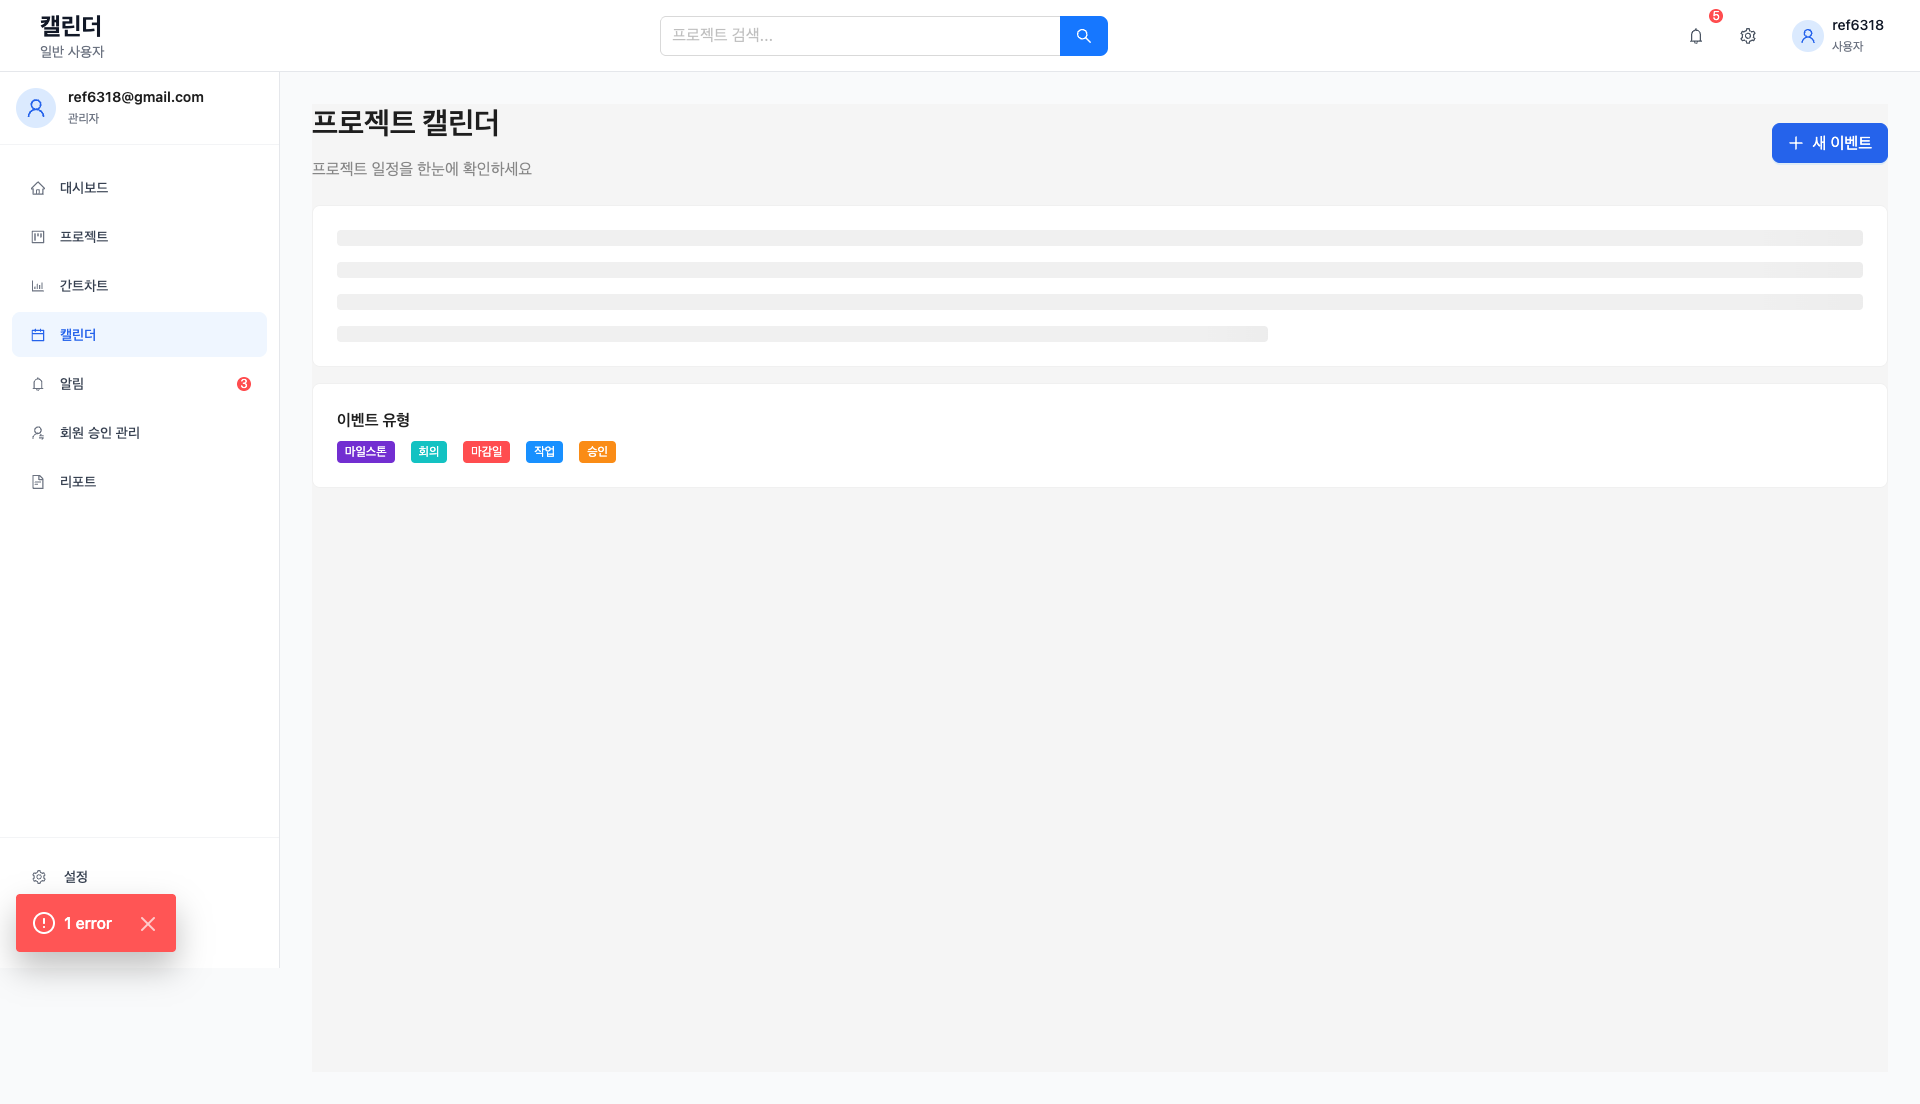 캘린더
일반 사용자
프로젝트 검색...
5
ref6318
사용자
ref6318@gmail.com
관리자
대시보드
프로젝트
간트차트
캘린더
알림
3
회원 승인 관리
리포트
설정
1 error
프로젝트 캘린더
프로젝트 일정을 한눈에 확인하세요
새 이벤트
이벤트 유형
마일스톤 회의 마감일 작업 승인